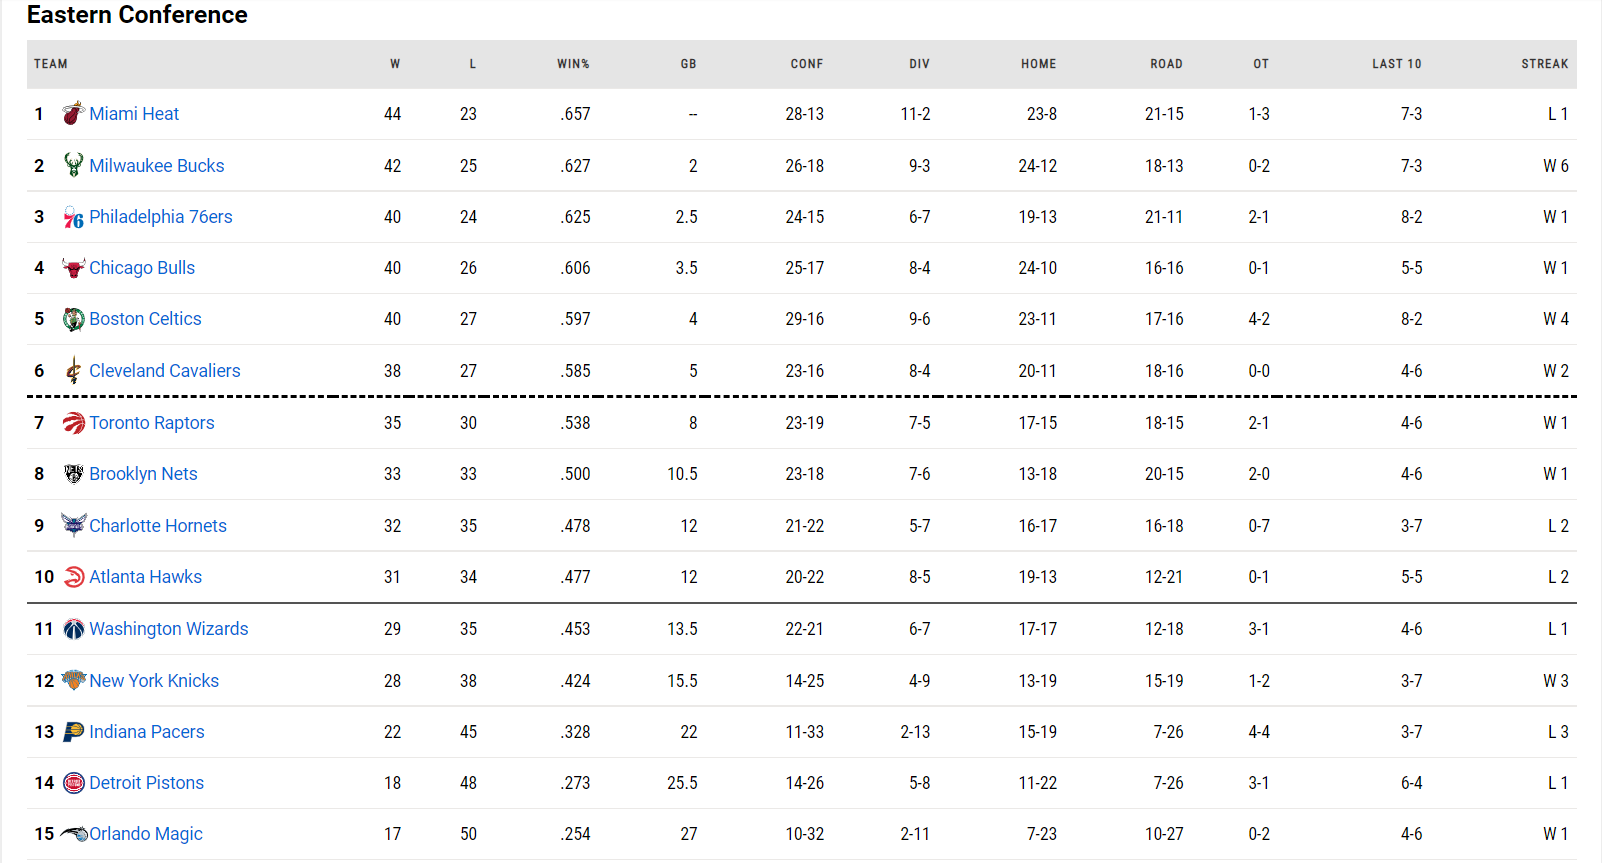 Eastern Conference
TEAM W L WIN% GB CONF DIV HOME ROAD OT LAST 10 STREAK
1 Miami Heat 44 23 .657 -- 28-13 11-2 23-8 21-15 1-3 7-3 L 1
2 Milwaukee Bucks 42 25 .627 2 26-18 9-3 24-12 18-13 0-2 7-3 W 6
3 76 Philadelphia 76ers 40 24 .625 2.5 24-15 6-7 19-13 21-11 2-1 8-2 W 1
4 Chicago Bulls 40 26 .606 3.5 25-17 8-4 24-10 16-16 0-1 5-5 W 1
5 Boston Celtics 40 27 .597 4 29-16 9-6 23-11 17-16 4-2 8-2 W 4
6 Cleveland Cavaliers 38 27 .585 5 23-16 8-4 20-11 18-16 0-0 4-6 W 2
7 Toronto Raptors 35 30 .538 8 23-19 7-5 17-15 18-15 2-1 4-6 W 1
8 NETS Brooklyn Nets 33 33 .500 10.5 23-18 7-6 13-18 20-15 2-0 4-6 W 1
9 Charlotte Hornets 32 35 .478 12 21-22 5-7 16-17 16-18 0-7 3-7 L 2
10 Atlanta Hawks 31 34 .477 12 20-22 8-5 19-13 12-21 0-1 5-5 L 2
11 Washington Wizards 29 35 .453 13.5 22-21 6-7 17-17 12-18 3-1 4-6 L 1
12 New York Knicks 28 38 .424 15.5 14-25 4-9 13-19 15-19 1-2 3-7 W 3
13 Indiana Pacers 22 45 .328 22 11-33 2-13 15-19 7-26 4-4 3-7 L 3
14 Detroit Pistons 18 48 .273 25.5 14-26 5-8 11-22 7-26 3-1 6-4 L 1
15 Orlando Magic 17 50 .254 27 10-32 2-11 7-23 10-27 0-2 4-6 W 1